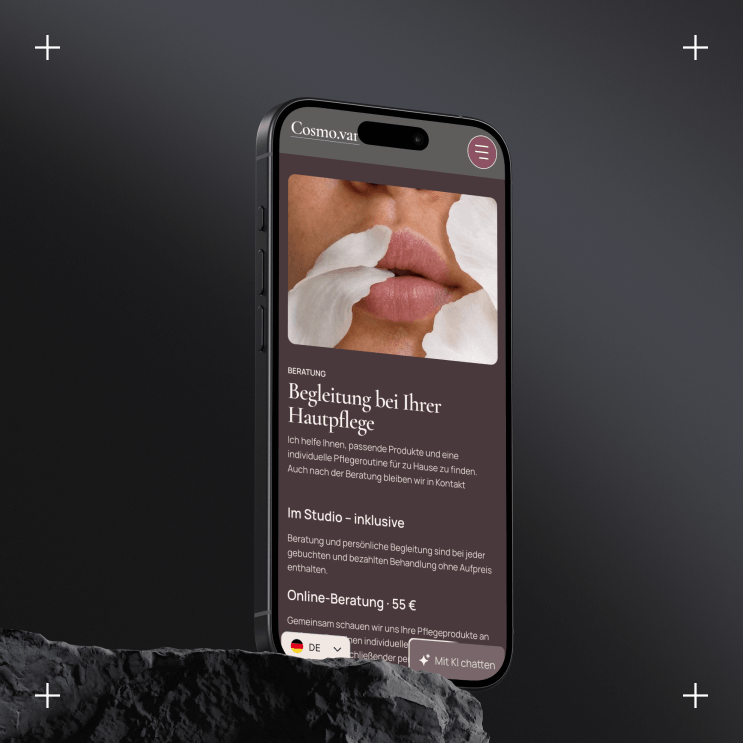 Cosmo.var
BERATUNG
Begleitung bei Ihrer
Hautpflege
Ich helfe Ihnen, passende Produkte und eine
individuelle Pflegeroutine für zu Hause zu finden.
Auch nach der Beratung bleiben wir in Kontakt
Im Studio – inklusive
Beratung und persönliche Begleitung sind bei jeder
gebuchten und bezahlten Behandlung ohne Aufpreis
enthalten.
Online-Beratung · 55 €
Gemeinsam schauen wir uns Ihre Pflegeprodukte an
individuelle
DE
Mit KI chatten